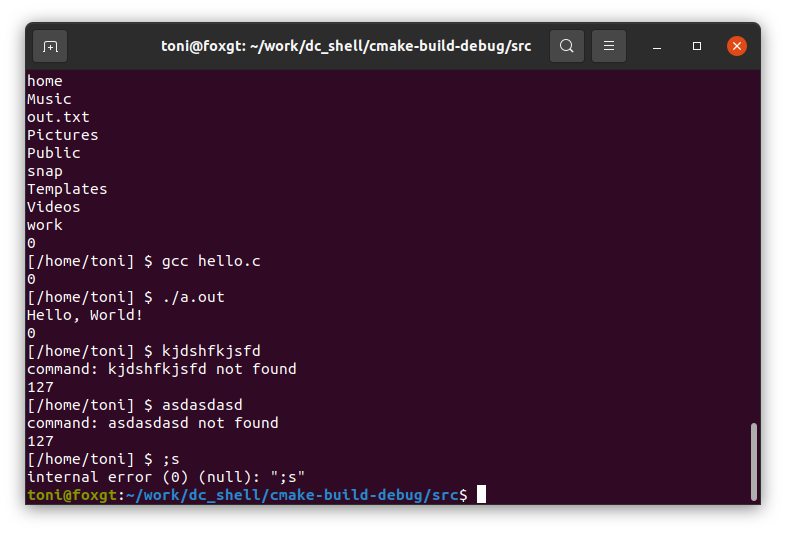 toni@foxgt: ~/work/dc_shell/cmake-build-debug/src
home
Music
out.txt
Pictures
Public
snap
Templates
Videos
work
0
[/home/toni] $ gcc hello.c
0
[/home/toni] $ ./a.out
Hello, World!
0
[/home/toni] $ kjdshfkjsfd
command: kjdshfkjsfd not found
127
[/home/toni] $ asdasdasd
command: asdasdasd not found
127
[/home/toni] $ ;s
internal error (0) (null): ";s"
toni@foxgt:~/work/dc_shell/cmake-build-debug/src$